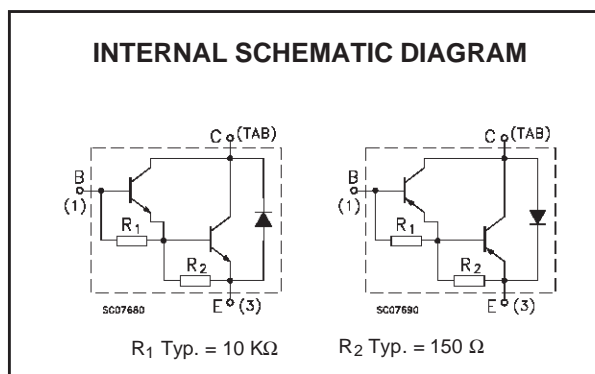 INTERNAL SCHEMATIC DIAGRAM
C (TAB)
B
(1)
R1
R2
SC07680
E (3)
C (TAB)
B
(1)
R1
R2
SC07690
E (3)
R1 Typ. = 10 KΩ
R2 Typ. = 150 Ω